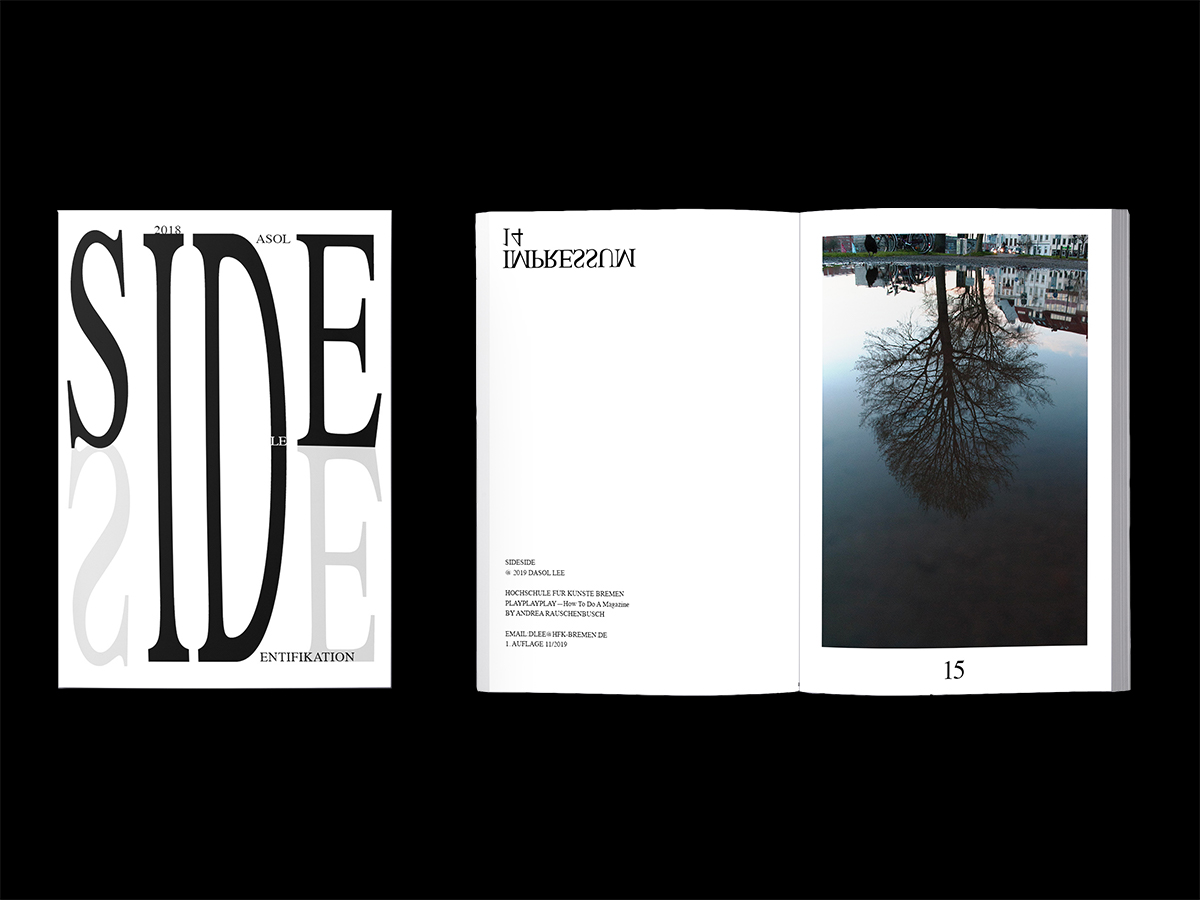 2018
SIDE
ASOL
LE
SE
ENTIFIKATION
14
IMPRESSUM
SIDESIDE
@ 2019 DASOL LEE
HOCHSCHULE FUR KUNSTE BREMEN
PLAYPLAYPLAY—How To Do A Magazine
BY ANDREA RAUSCHENBUSCH
EMAIL:DLEE@HFK-BREMEN.DE
1. AUFLAGE 11/2019
15